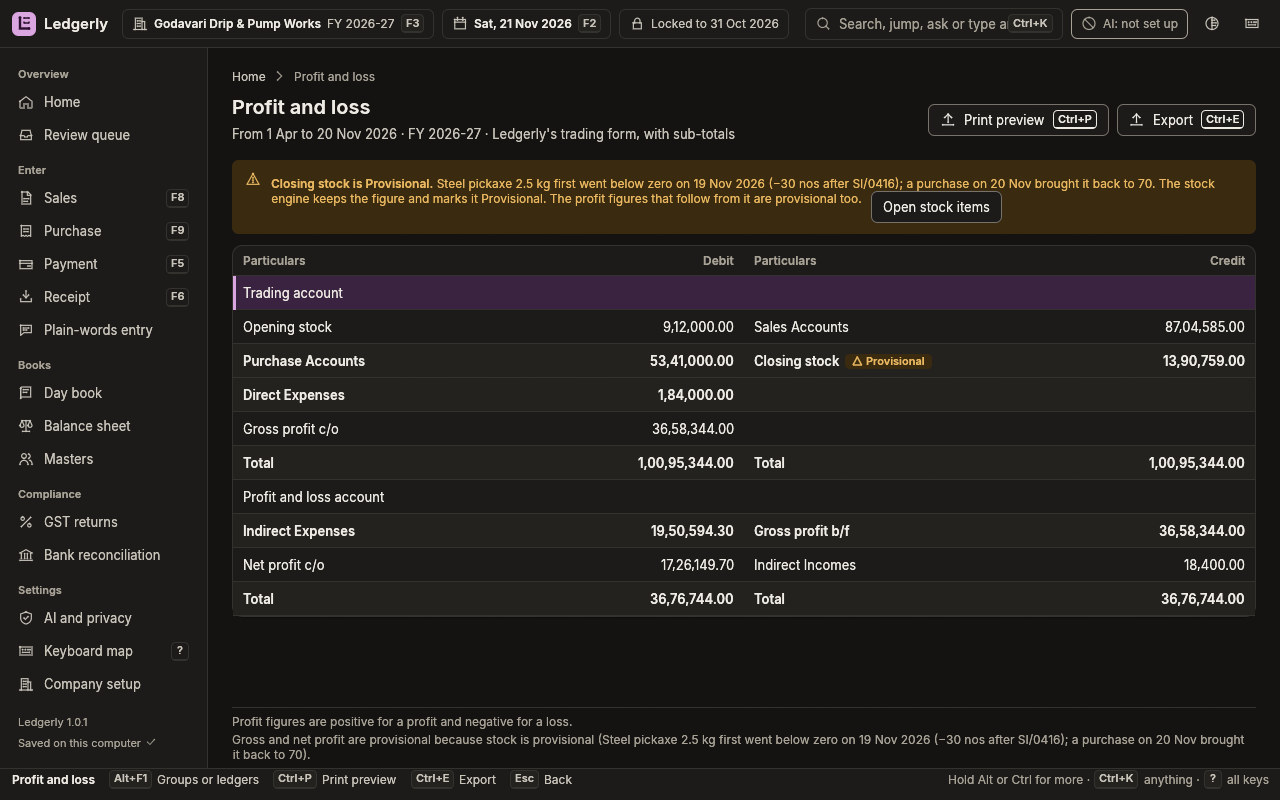 Ledgerly
Godavari Drip & Pump Works FY 2026-27 F3
Sat, 21 Nov 2026 F2
Locked to 31 Oct 2026
Search, jump, ask or type a Ctrl+K
AI: not set up
Overview
Home
Review queue
Enter
Sales F8
Purchase F9
Payment F5
Receipt F6
Plain-words entry
Books
Day book
Balance sheet
Masters
Compliance
GST returns
Bank reconciliation
Settings
AI and privacy
Keyboard map ?
Company setup
Ledgerly 1.0.1
Saved on this computer
Home > Profit and loss
Profit and loss
From 1 Apr to 20 Nov 2026 · FY 2026-27 · Ledgerly's trading form, with sub-totals
Print preview Ctrl+P
Export Ctrl+E
Closing stock is Provisional. Steel pickaxe 2.5 kg first went below zero on 19 Nov 2026 (−30 nos after SI/0416); a purchase on 20 Nov brought it back to 70. The stock
engine keeps the figure and marks it Provisional. The profit figures that follow from it are provisional too.
Open stock items
Particulars Debit Particulars Credit
Trading account
Opening stock 9,12,000.00 Sales Accounts 87,04,585.00
Purchase Accounts 53,41,000.00 Closing stock Provisional 13,90,759.00
Direct Expenses 1,84,000.00
Gross profit c/o 36,58,344.00
Total 1,00,95,344.00 Total 1,00,95,344.00
Profit and loss account
Indirect Expenses 19,50,594.30 Gross profit b/f 36,58,344.00
Net profit c/o 17,26,149.70 Indirect Incomes 18,400.00
Total 36,76,744.00 Total 36,76,744.00
Profit figures are positive for a profit and negative for a loss.
Gross and net profit are provisional because stock is provisional (Steel pickaxe 2.5 kg first went below zero on 19 Nov 2026 (−30 nos after SI/0416); a purchase on 20 Nov brought
it back to 70).
Profit and loss Alt+F1 Groups or ledgers Ctrl+P Print preview Ctrl+E Export Esc Back
Hold Alt or Ctrl for more · Ctrl+K anything · ? all keys